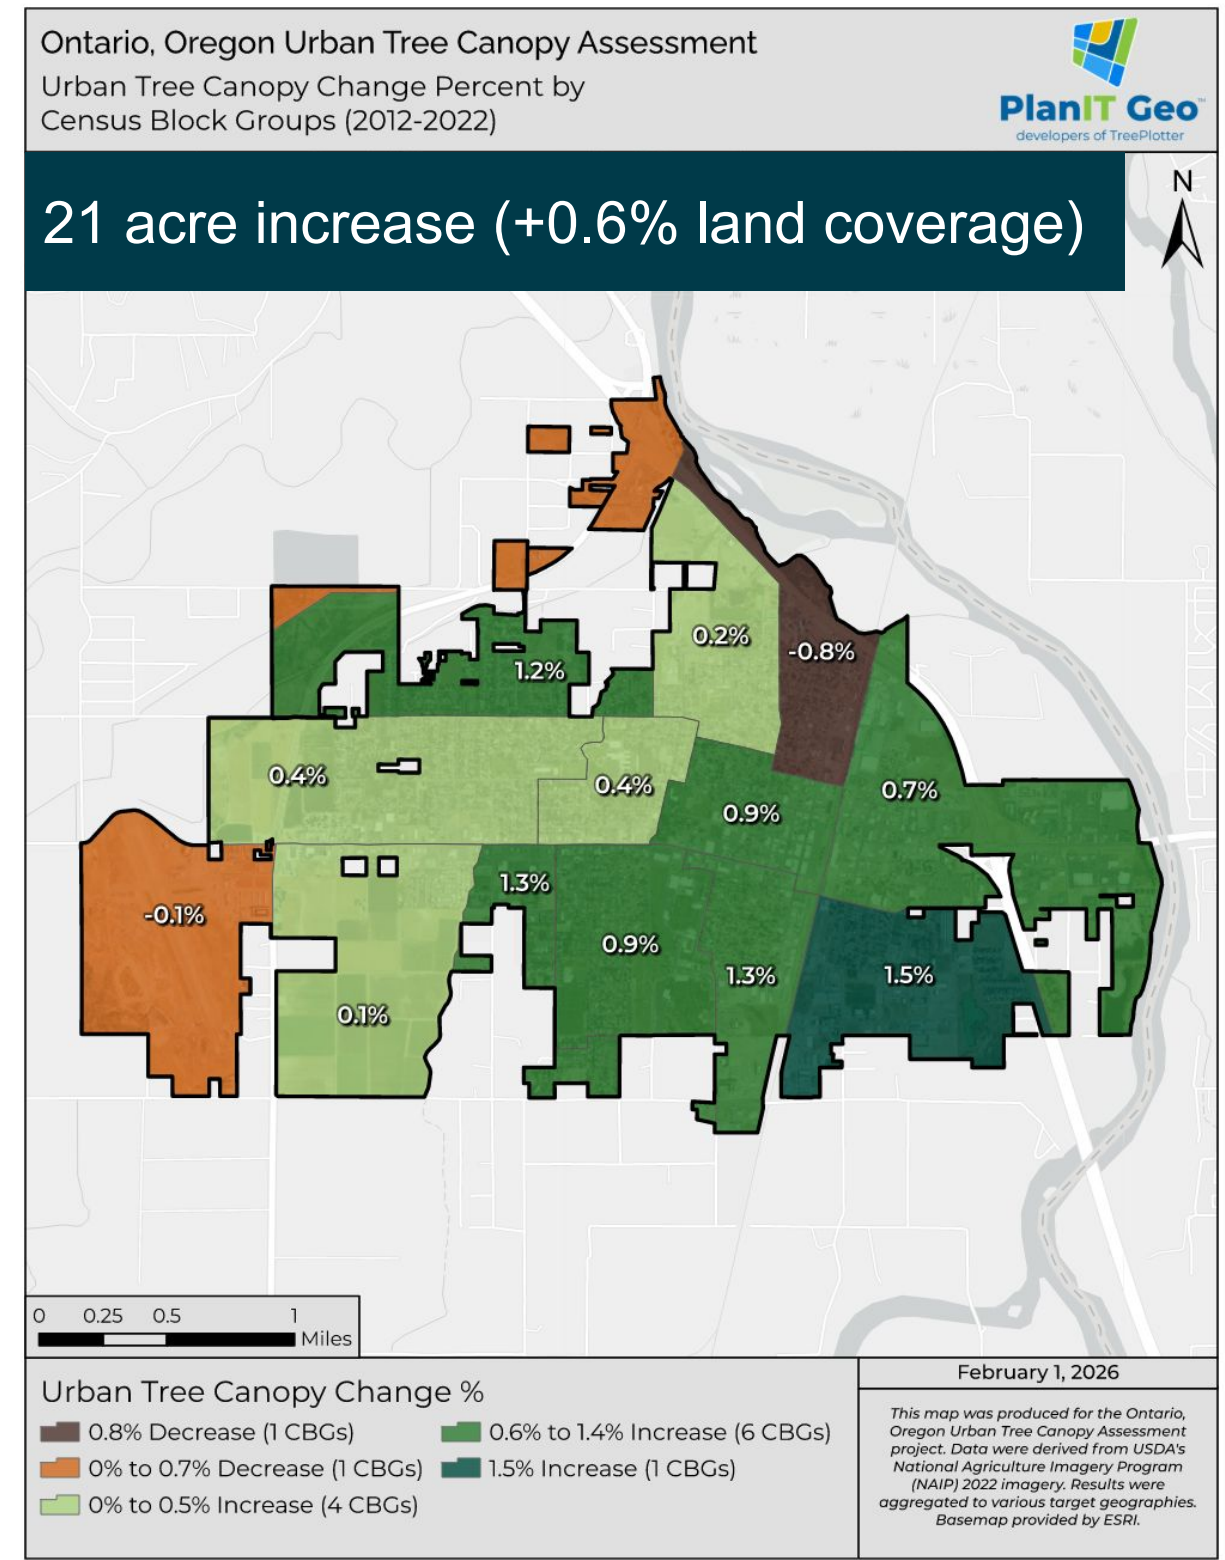 Ontario, Oregon Urban Tree Canopy Assessment
Urban Tree Canopy Change Percent by
Census Block Groups (2012-2022)
PlanIT Geo™
developers of TreePlotter
21 acre increase (+0.6% land coverage)
N
0.2%
-0.8%
1.2%
0.4%
0.4%
0.7%
0.9%
1.3%
-0.1%
0.9%
1.3%
1.5%
0.1%
0 0.25 0.5 1
Miles
Urban Tree Canopy Change %
0.8% Decrease (1 CBGs)
0% to 0.7% Decrease (1 CBGs)
0% to 0.5% Increase (4 CBGs)
0.6% to 1.4% Increase (6 CBGs)
1.5% Increase (1 CBGs)
February 1, 2026
This map was produced for the Ontario,
Oregon Urban Tree Canopy Assessment
project. Data were derived from USDA's
National Agriculture Imagery Program
(NAIP) 2022 imagery. Results were
aggregated to various target geographies.
Basemap provided by ESRI.